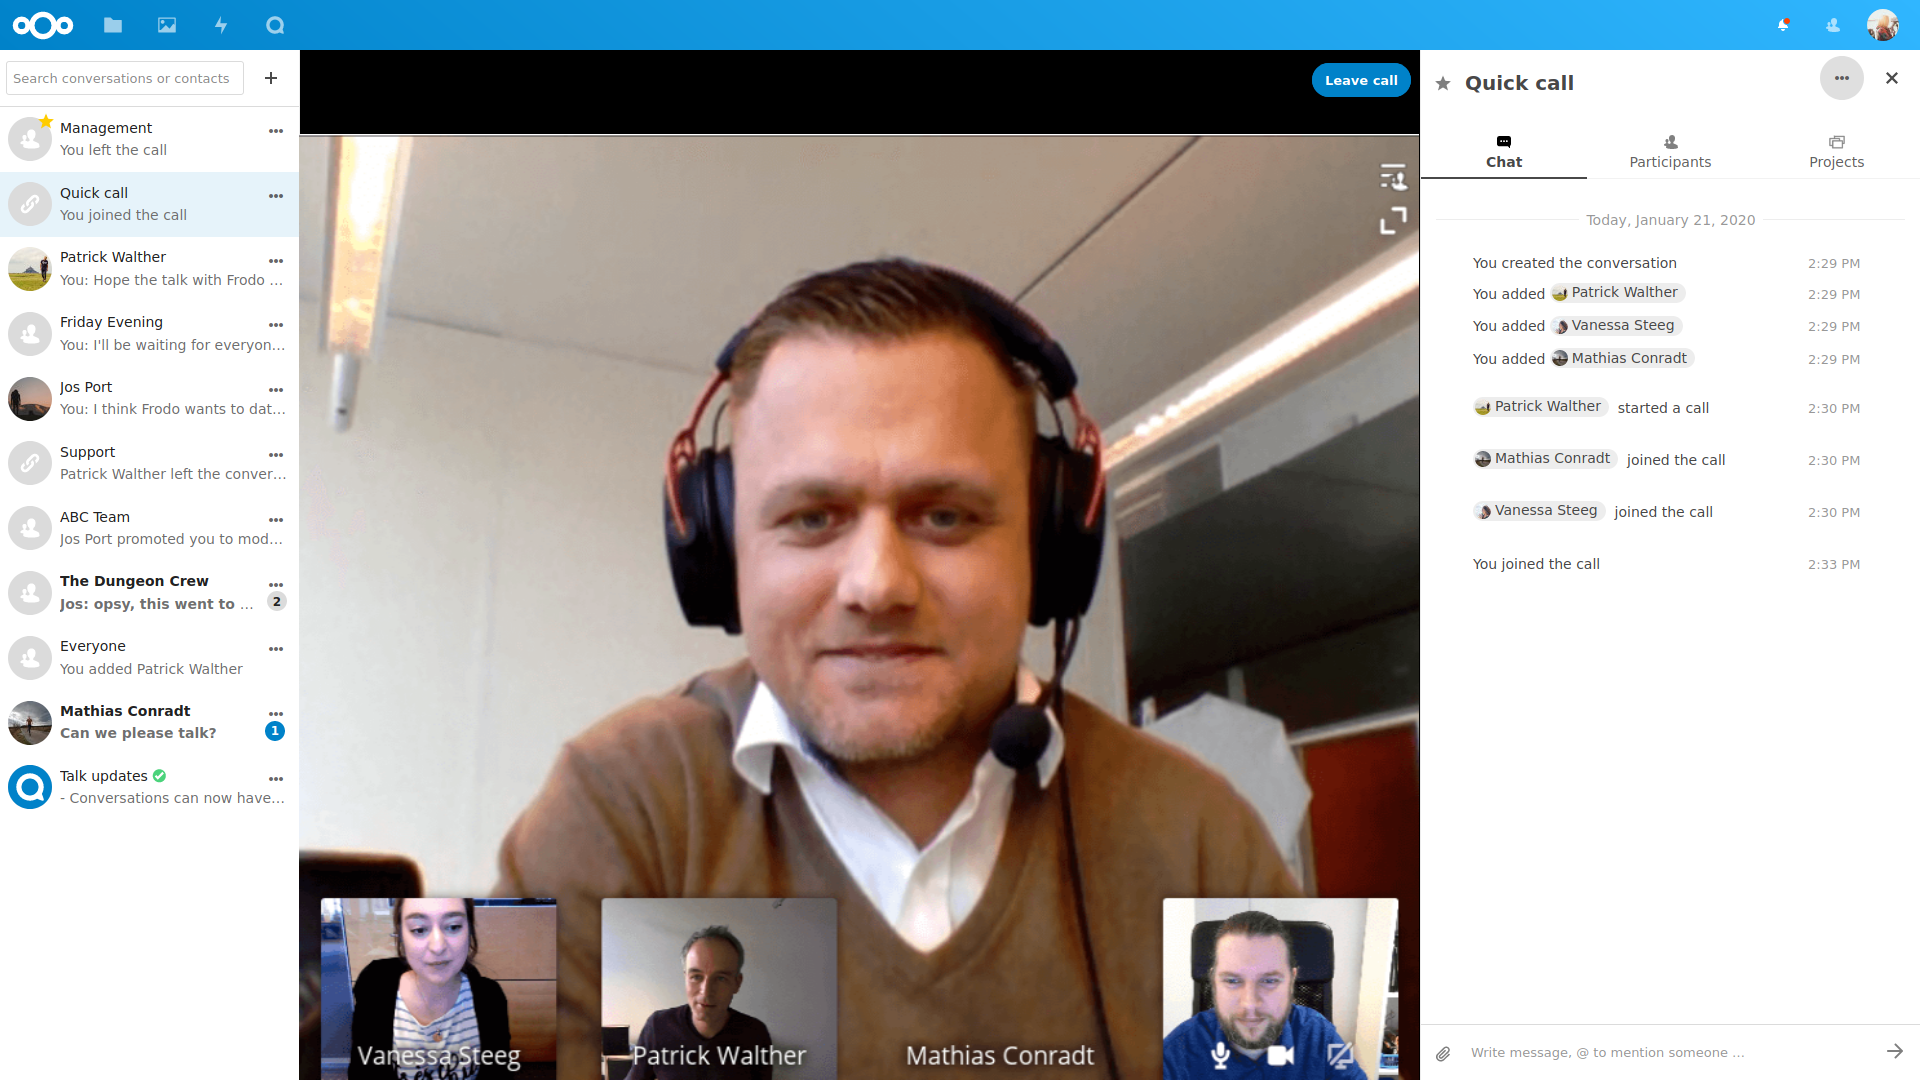 Search conversations or contacts
Management
You left the call
Quick call
You joined the call
Patrick Walther
You: Hope the talk with Frodo ...
Friday Evening
You: I'll be waiting for everyon...
Jos Port
You: I think Frodo wants to dat...
Support
Patrick Walther left the conver...
ABC Team
Jos Port promoted you to mod...
The Dungeon Crew
Jos: opsy, this went to ...
2
Everyone
You added Patrick Walther
Mathias Conradt
Can we please talk?
1
Talk updates
- Conversations can now have...
Leave call
Vanessa Steeg
Patrick Walther
Mathias Conradt
Quick call
Chat
Participants
Projects
Today, January 21, 2020
You created the conversation 2:29 PM
You added Patrick Walther 2:29 PM
You added Vanessa Steeg 2:29 PM
You added Mathias Conradt 2:29 PM
Patrick Walther started a call 2:30 PM
Mathias Conradt joined the call 2:30 PM
Vanessa Steeg joined the call 2:30 PM
You joined the call 2:33 PM
Write message, @ to mention someone ...